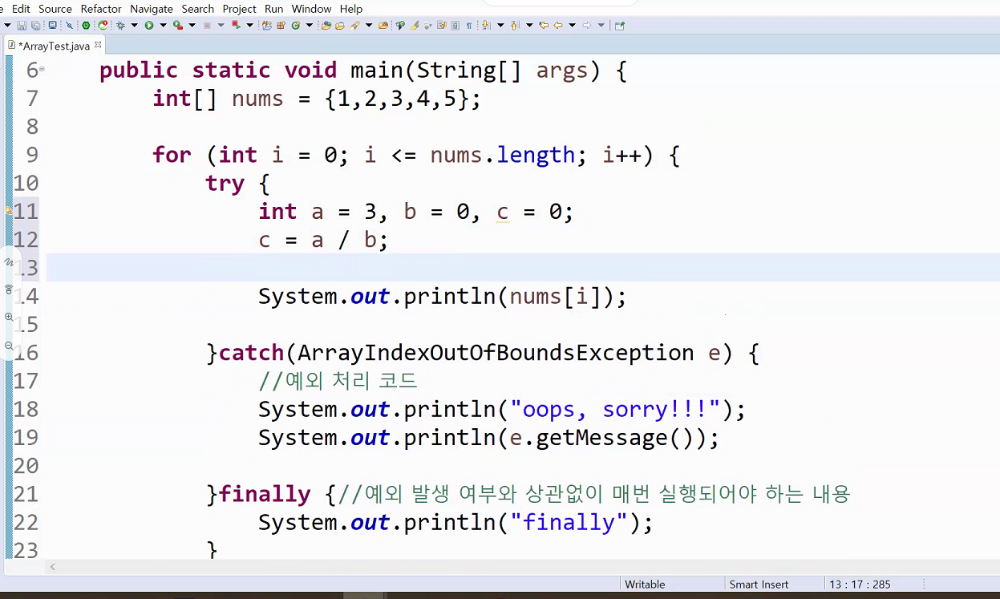 Edit Source Refactor Navigate Search Project Run Window Help
*ArrayTest.java
6 public static void main(String[] args) {
7 int[] nums = {1,2,3,4,5};
8
9 for (int i = 0; i <= nums.length; i++) {
10 try {
11 int a = 3, b = 0, c = 0;
12 c = a / b;
13
14 System.out.println(nums[i]);
15
16 }catch(ArrayIndexOutOfBoundsException e) {
17 //예외 처리 코드
18 System.out.println("oops, sorry!!!");
19 System.out.println(e.getMessage());
20
21 }finally {//예외 발생 여부와 상관없이 매번 실행되어야 하는 내용
22 System.out.println("finally");
23 }
Writable Smart Insert 13 : 17 : 285